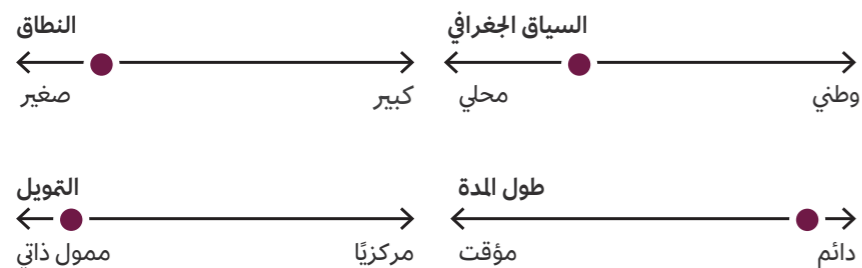 السياق الجغرافي
وطني
محلي
النطاق
كبير
صغير
طول المدة
دائم
مؤقت
التمويل
مركزيًا
ممول ذاتي